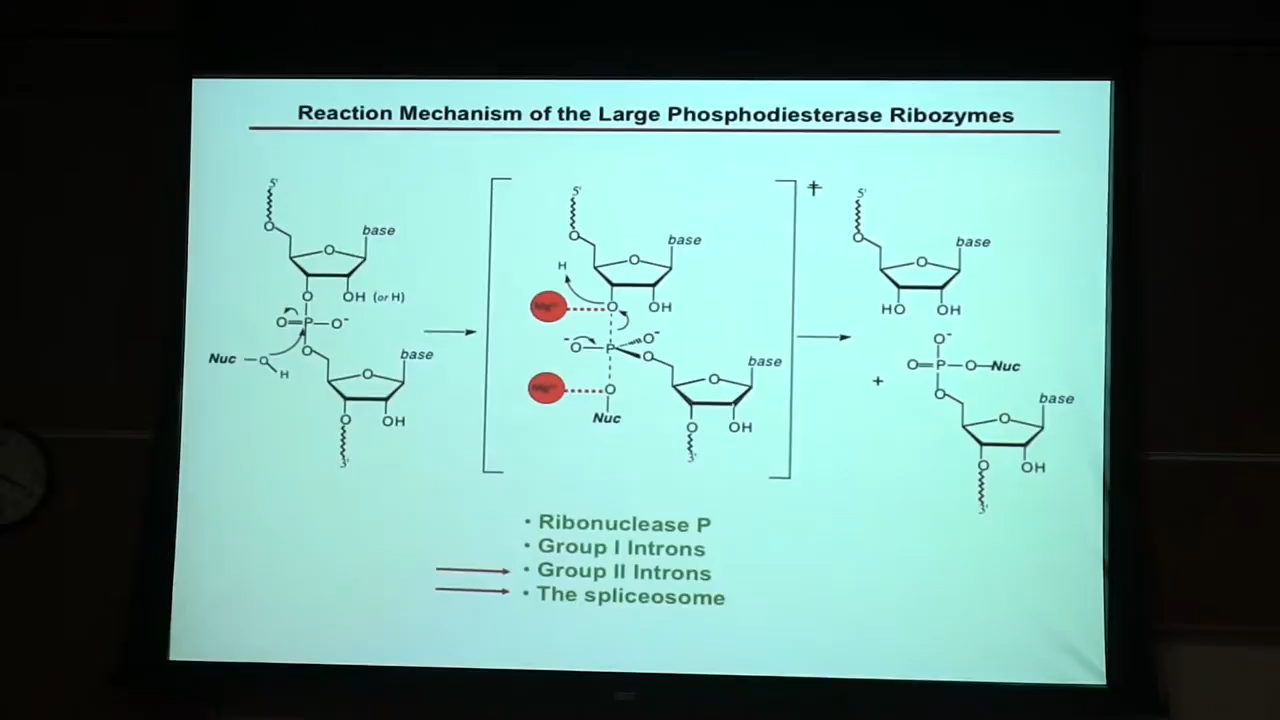 Reaction Mechanism of the Large Phosphodiesterase Ribozymes
5'
O
base
O
O
OH (or H)
O=P—O⁻
O
Nuc —O
H
O
base
O
OH
3'
‡
5'
O
base
H
O
Mg²⁺
O
OH
⁻O—P
O⁻
O
base
Mg²⁺
O
O
Nuc
O
OH
3'
5'
O
base
O
HO
OH
O⁻
O=P—O—Nuc
+
O
base
O
O
OH
3'
• Ribonuclease P
• Group I Introns
• Group II Introns
• The spliceosome